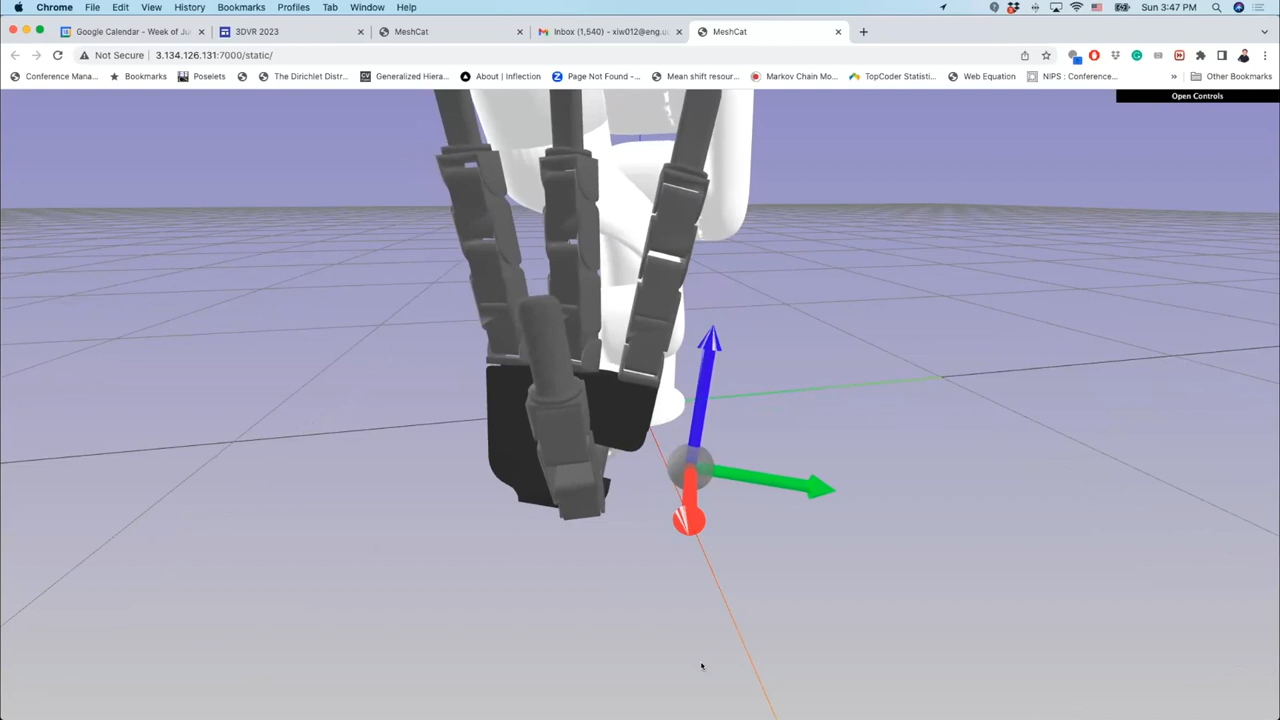 Chrome File Edit View History Bookmarks Profiles Tab Window Help Sun 3:47 PM
Google Calendar - Week of Ju 3DVR 2023 MeshCat Inbox (1,540) - xiw012@eng.u MeshCat
Not Secure 3.134.126.131:7000/static/
Conference Mana... Bookmarks Poselets The Dirichlet District... CV Generalized Hiera... About | Inflection Z Page Not Found -... Mean shift resour... Markov Chain Mo... TopCoder Statisti... Web Equation NIPS : Conference... » Other Bookmarks
Open Controls